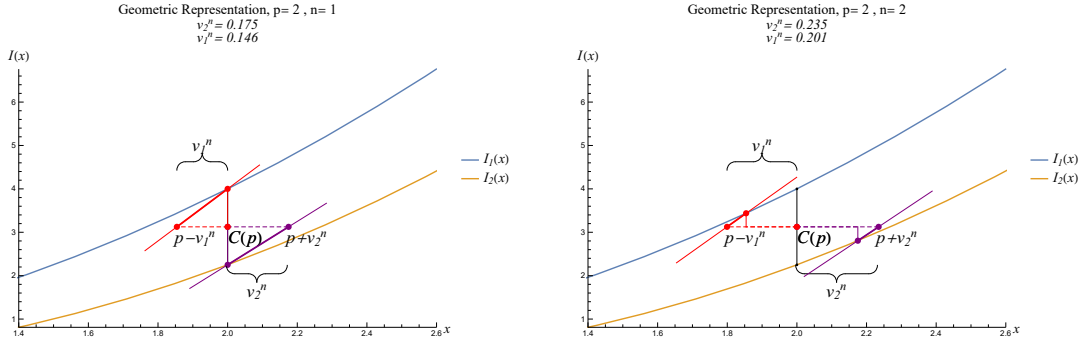 Geometric Representation, p= 2 , n= 1
v₂ⁿ = 0.175
v₁ⁿ = 0.146
I(x)
6
5
4
3
2
1
1.4
1.6
1.8
2.0
2.2
2.4
2.6
x
v₁ⁿ
p−v₁ⁿ
C(p)
p+v₂ⁿ
v₂ⁿ
I₁(x)
I₂(x)
Geometric Representation, p= 2 , n= 2
v₂ⁿ = 0.235
v₁ⁿ = 0.201
I(x)
6
5
4
3
2
1
1.4
1.6
1.8
2.0
2.2
2.4
2.6
x
v₁ⁿ
p−v₁ⁿ
C(p)
p+v₂ⁿ
v₂ⁿ
I₁(x)
I₂(x)